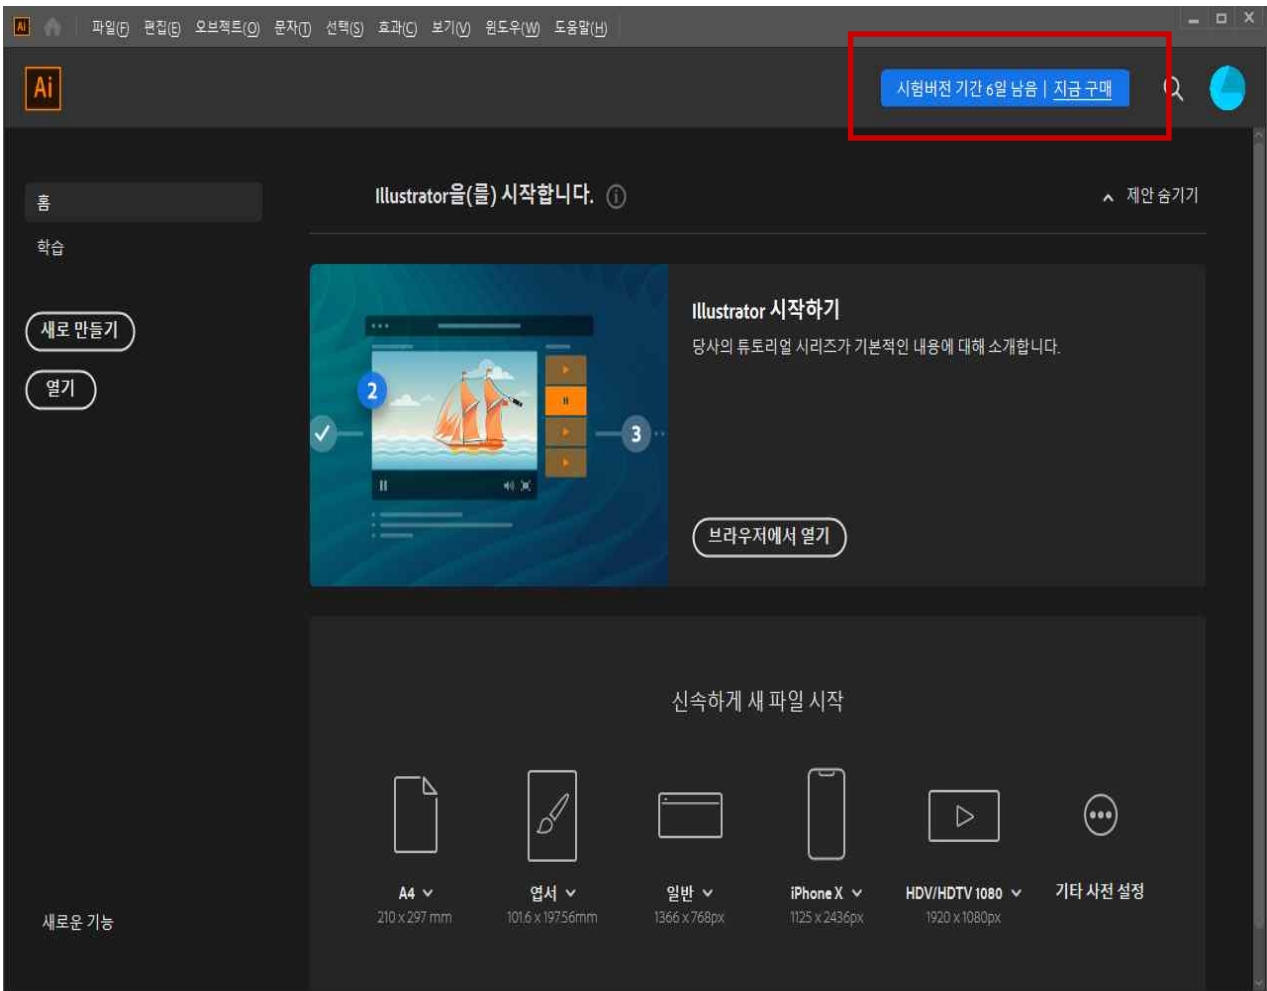 Ai 파일(F) 편집(E) 오브젝트(O) 문자(T) 선택(S) 효과(C) 보기(V) 윈도우(W) 도움말(H)
Ai 시험버전 기간 6일 남음 | 지금 구매
홈
학습
새로 만들기
열기
Illustrator을(를) 시작합니다.
제안 숨기기
2
3
Illustrator 시작하기
당사의 튜토리얼 시리즈가 기본적인 내용에 대해 소개합니다.
브라우저에서 열기
신속하게 새 파일 시작
A4 엽서 일반 iPhone X HDV/HDTV 1080 기타 사전 설정
210 x 297 mm 101.6 x 197.56mm 1366 x 768px 1125 x 2436px 1920 x 1080px
새로운 기능